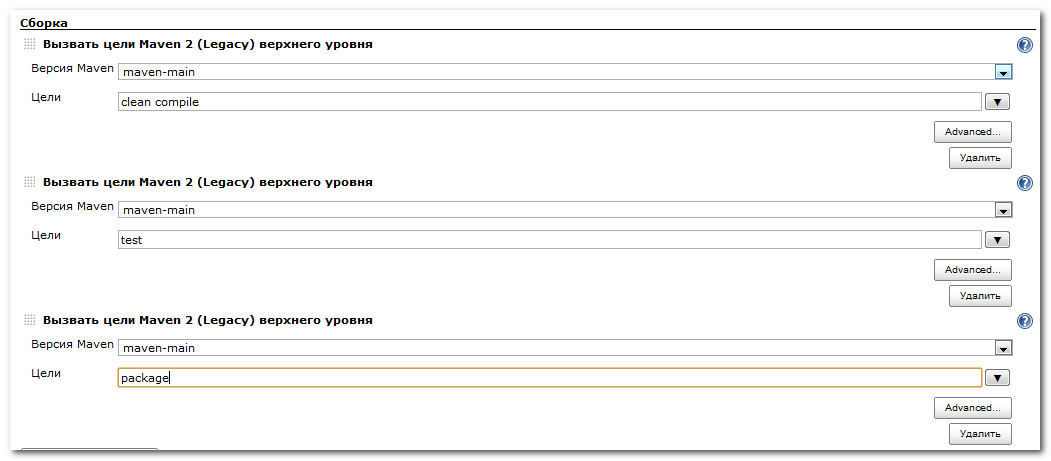 Сборка
Вызвать цели Maven 2 (Legacy) верхнего уровня
Версия Maven maven-main
Цели clean compile
Advanced...
Удалить
Вызвать цели Maven 2 (Legacy) верхнего уровня
Версия Maven maven-main
Цели test
Advanced...
Удалить
Вызвать цели Maven 2 (Legacy) верхнего уровня
Версия Maven maven-main
Цели package
Advanced...
Удалить